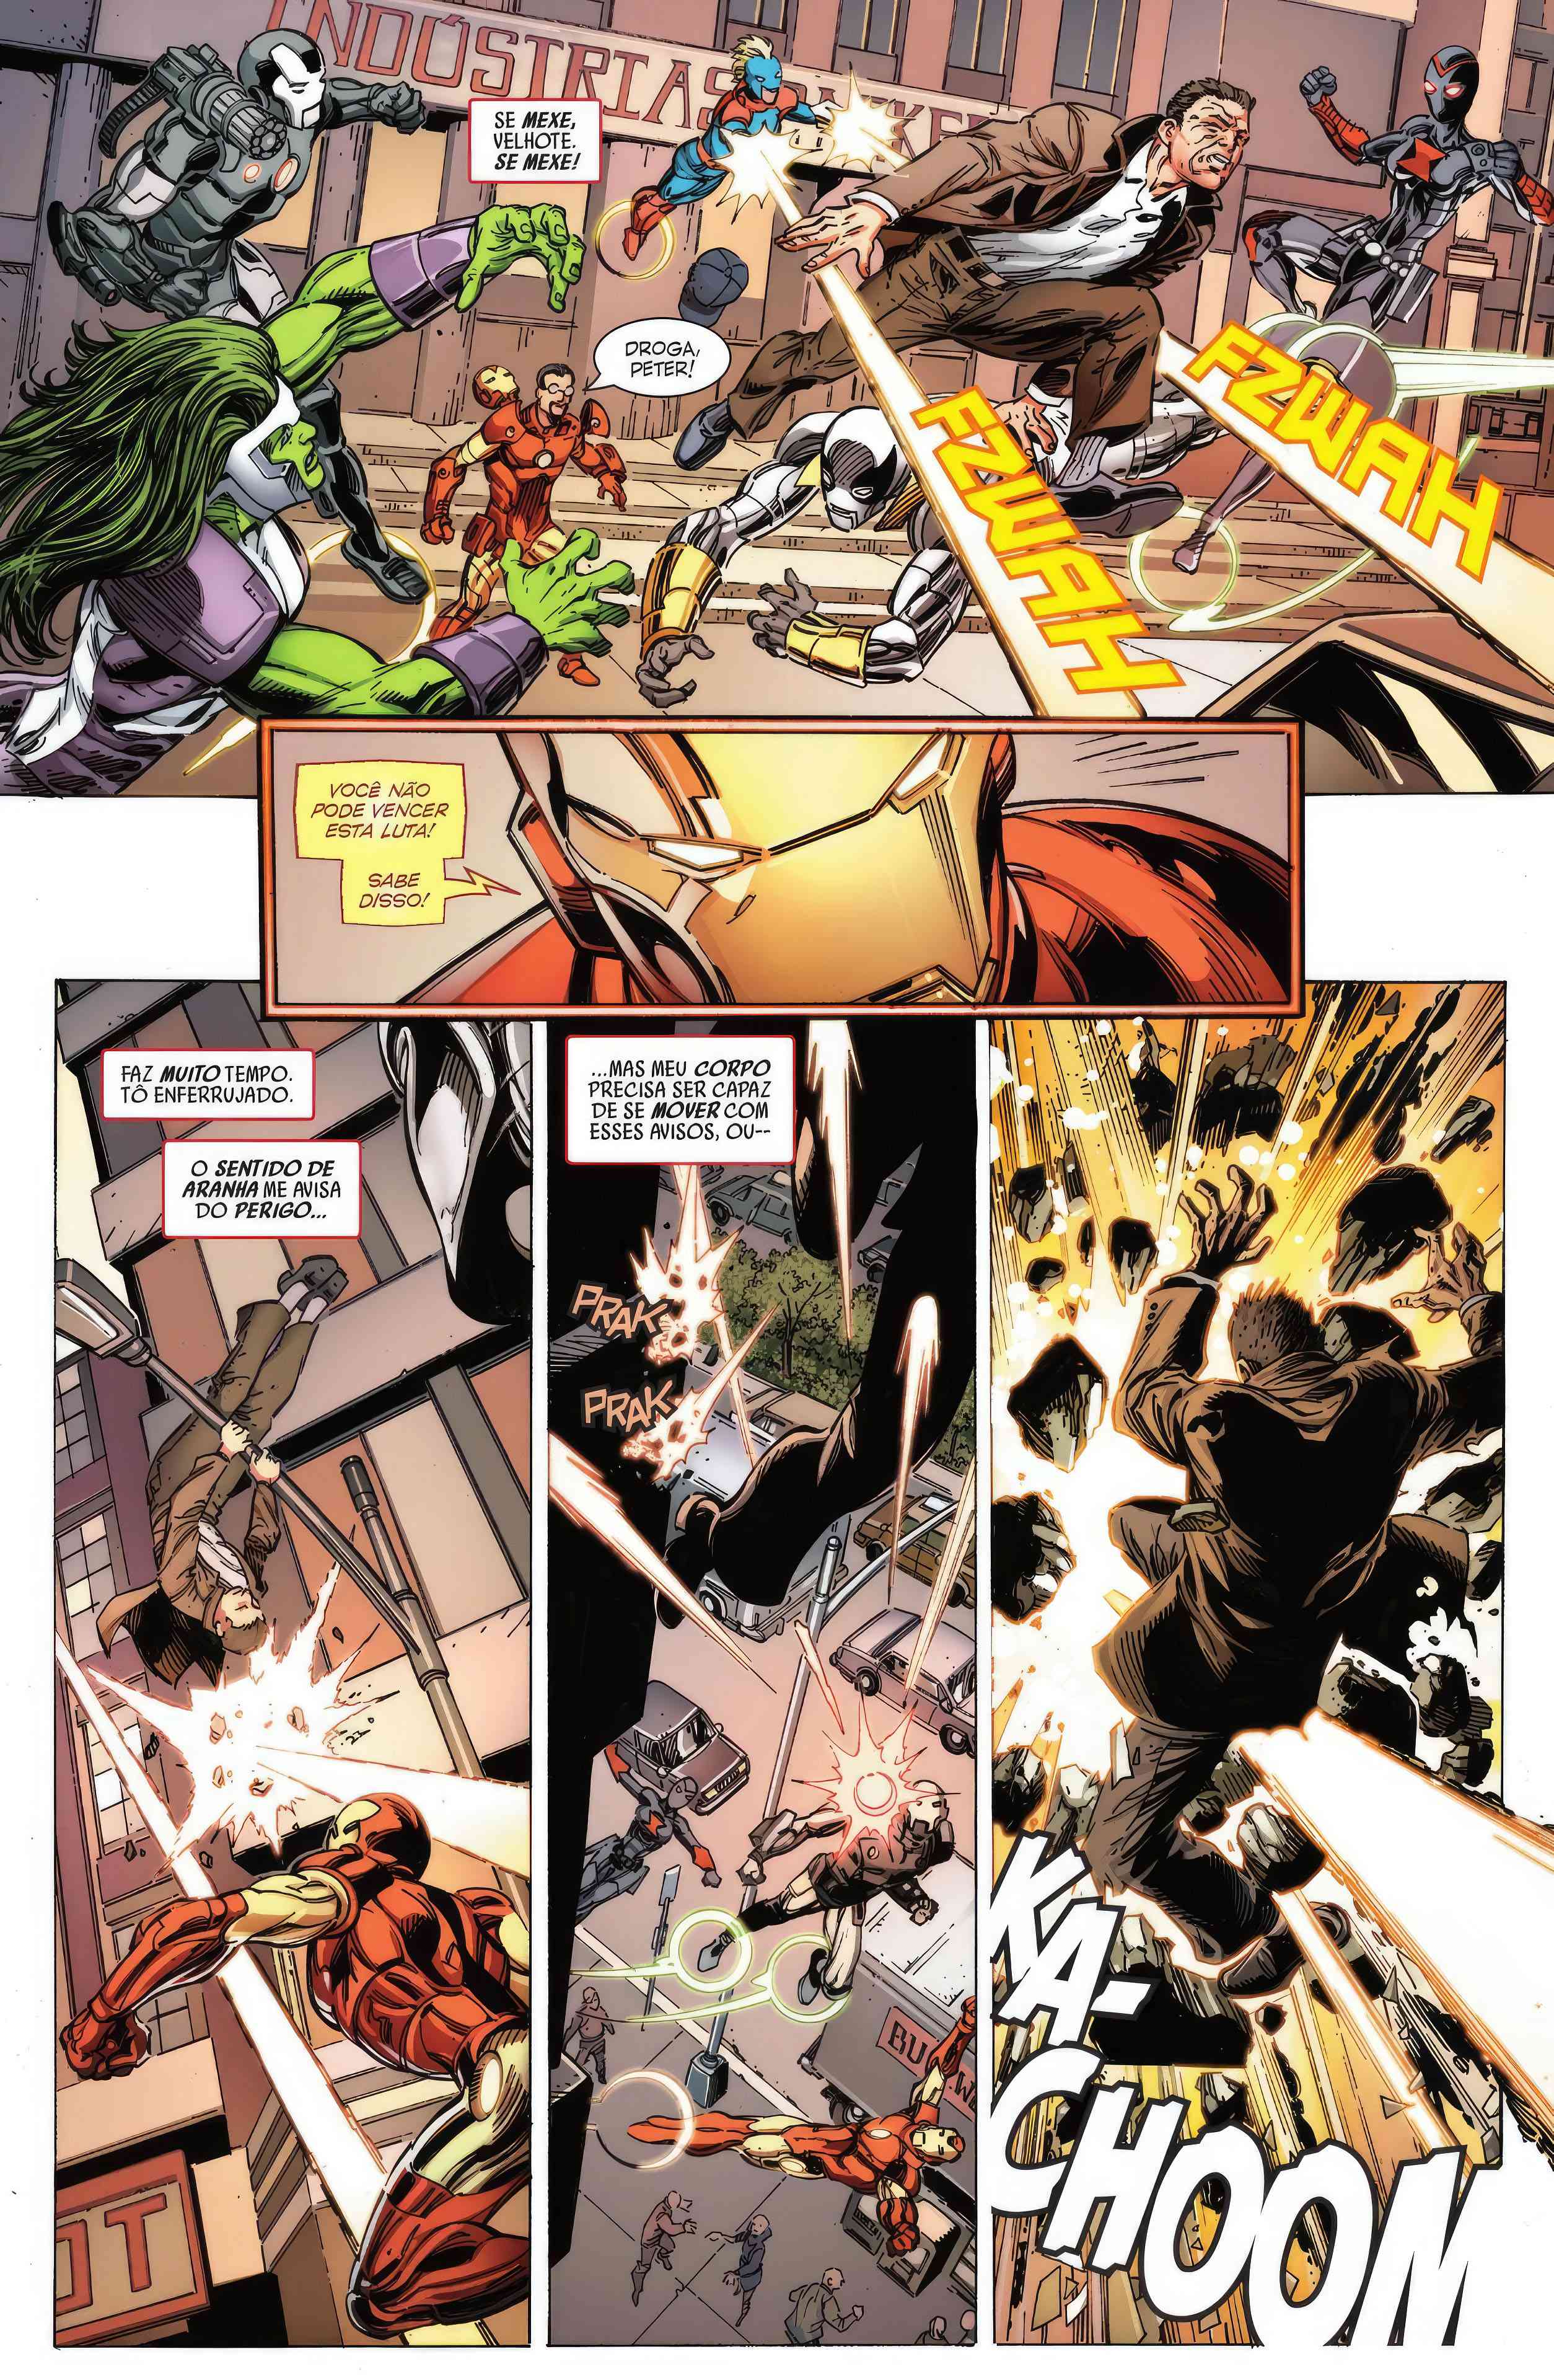 INDÚSTRIAS
SE MEXE,
VELHOTE.
SE MEXE!
DROGA,
PETER!
FZWAH
FZWAH
VOCÊ NÃO
PODE VENCER
ESTA LUTA!
SABE
DISSO!
FAZ MUITO TEMPO.
TÔ ENFERRUJADO.
O SENTIDO DE
ARANHA ME AVISA
DO PERIGO...
...MAS MEU CORPO
PRECISA SER CAPAZ
DE SE MOVER COM
ESSES AVISOS, OU--
PRAK
PRAK
KA-
CHOOM